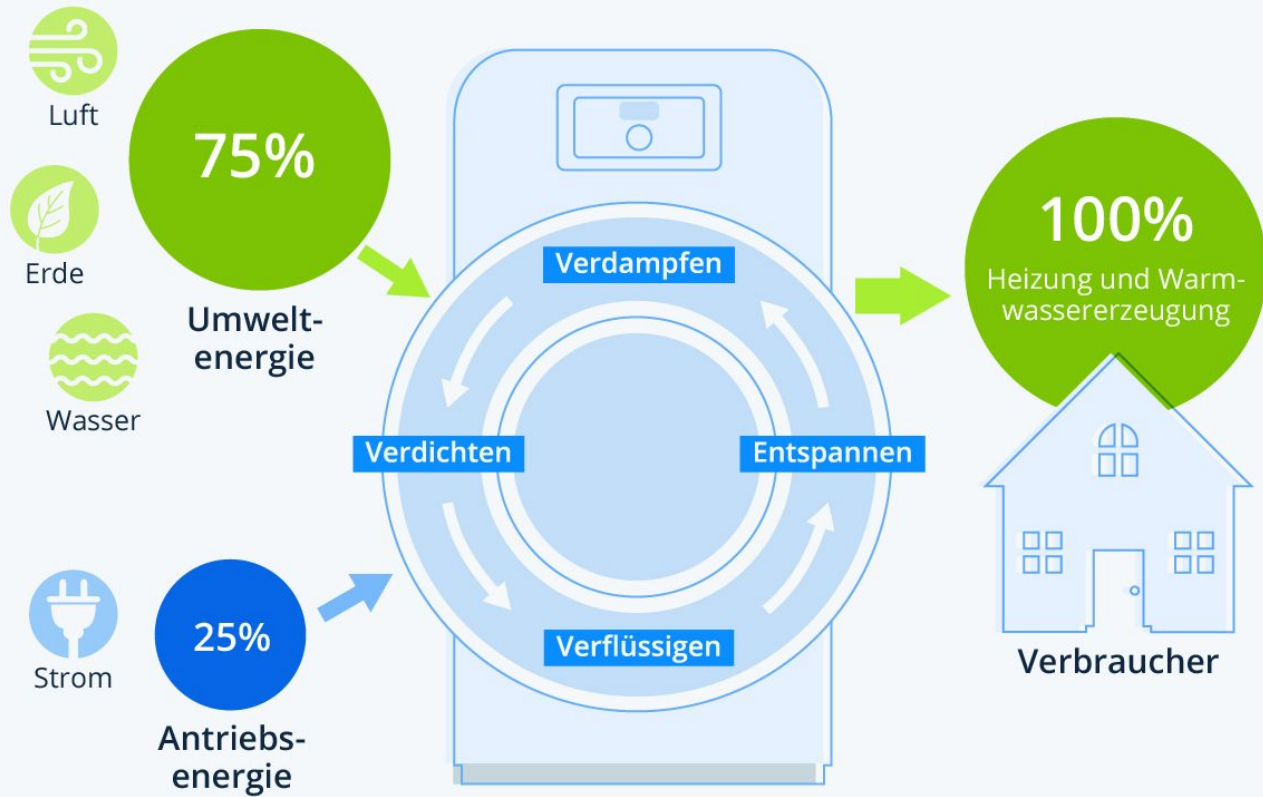 Luft
75%
Erde
Umwelt-
energie
Wasser
Strom
25%
Antriebs-
energie
Verdampfen
Verdichten
Entspannen
Verflüssigen
100%
Heizung und Warm-
wassererzeugung
Verbraucher